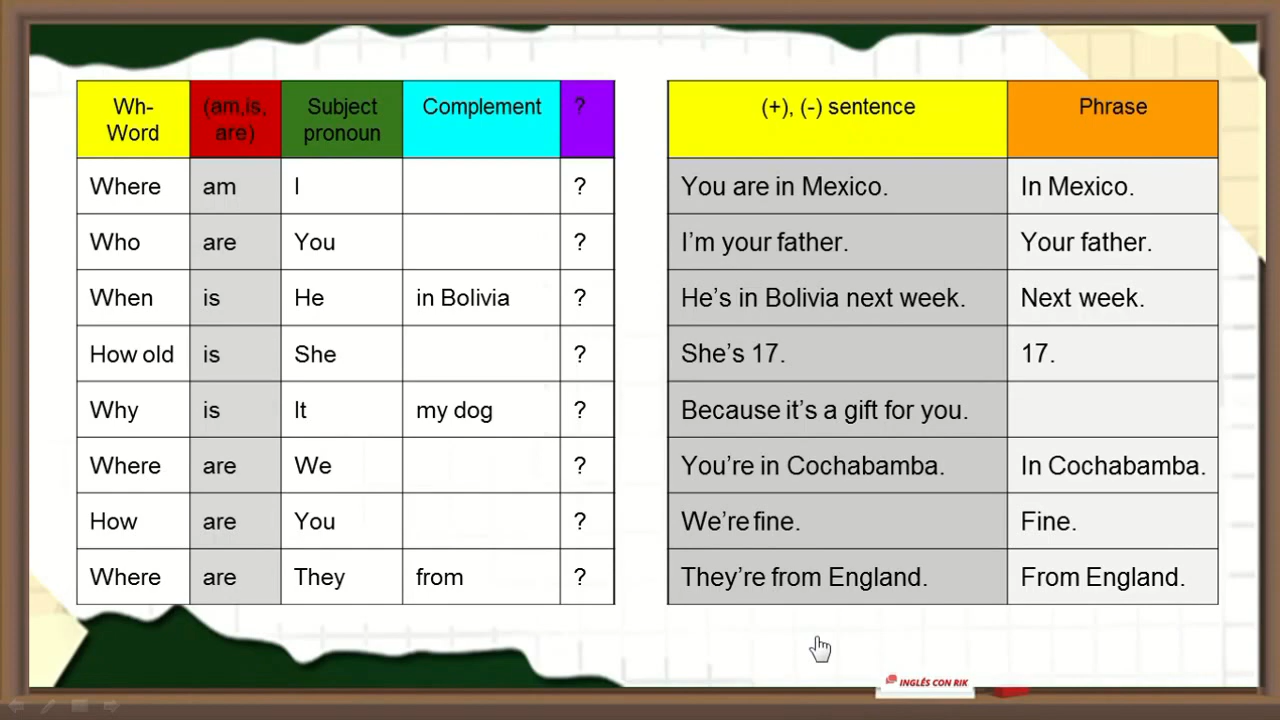 Wh-
Word
(am,is,
are)
Subject
pronoun
Complement
?
Where am I ?
Who are You ?
When is He in Bolivia ?
How old is She ?
Why is It my dog ?
Where are We ?
How are You ?
Where are They from ?
(+), (-) sentence
Phrase
You are in Mexico. In Mexico.
I'm your father. Your father.
He's in Bolivia next week. Next week.
She's 17. 17.
Because it's a gift for you.
You're in Cochabamba. In Cochabamba.
We're fine. Fine.
They're from England. From England.
INGLÉS CON RIK